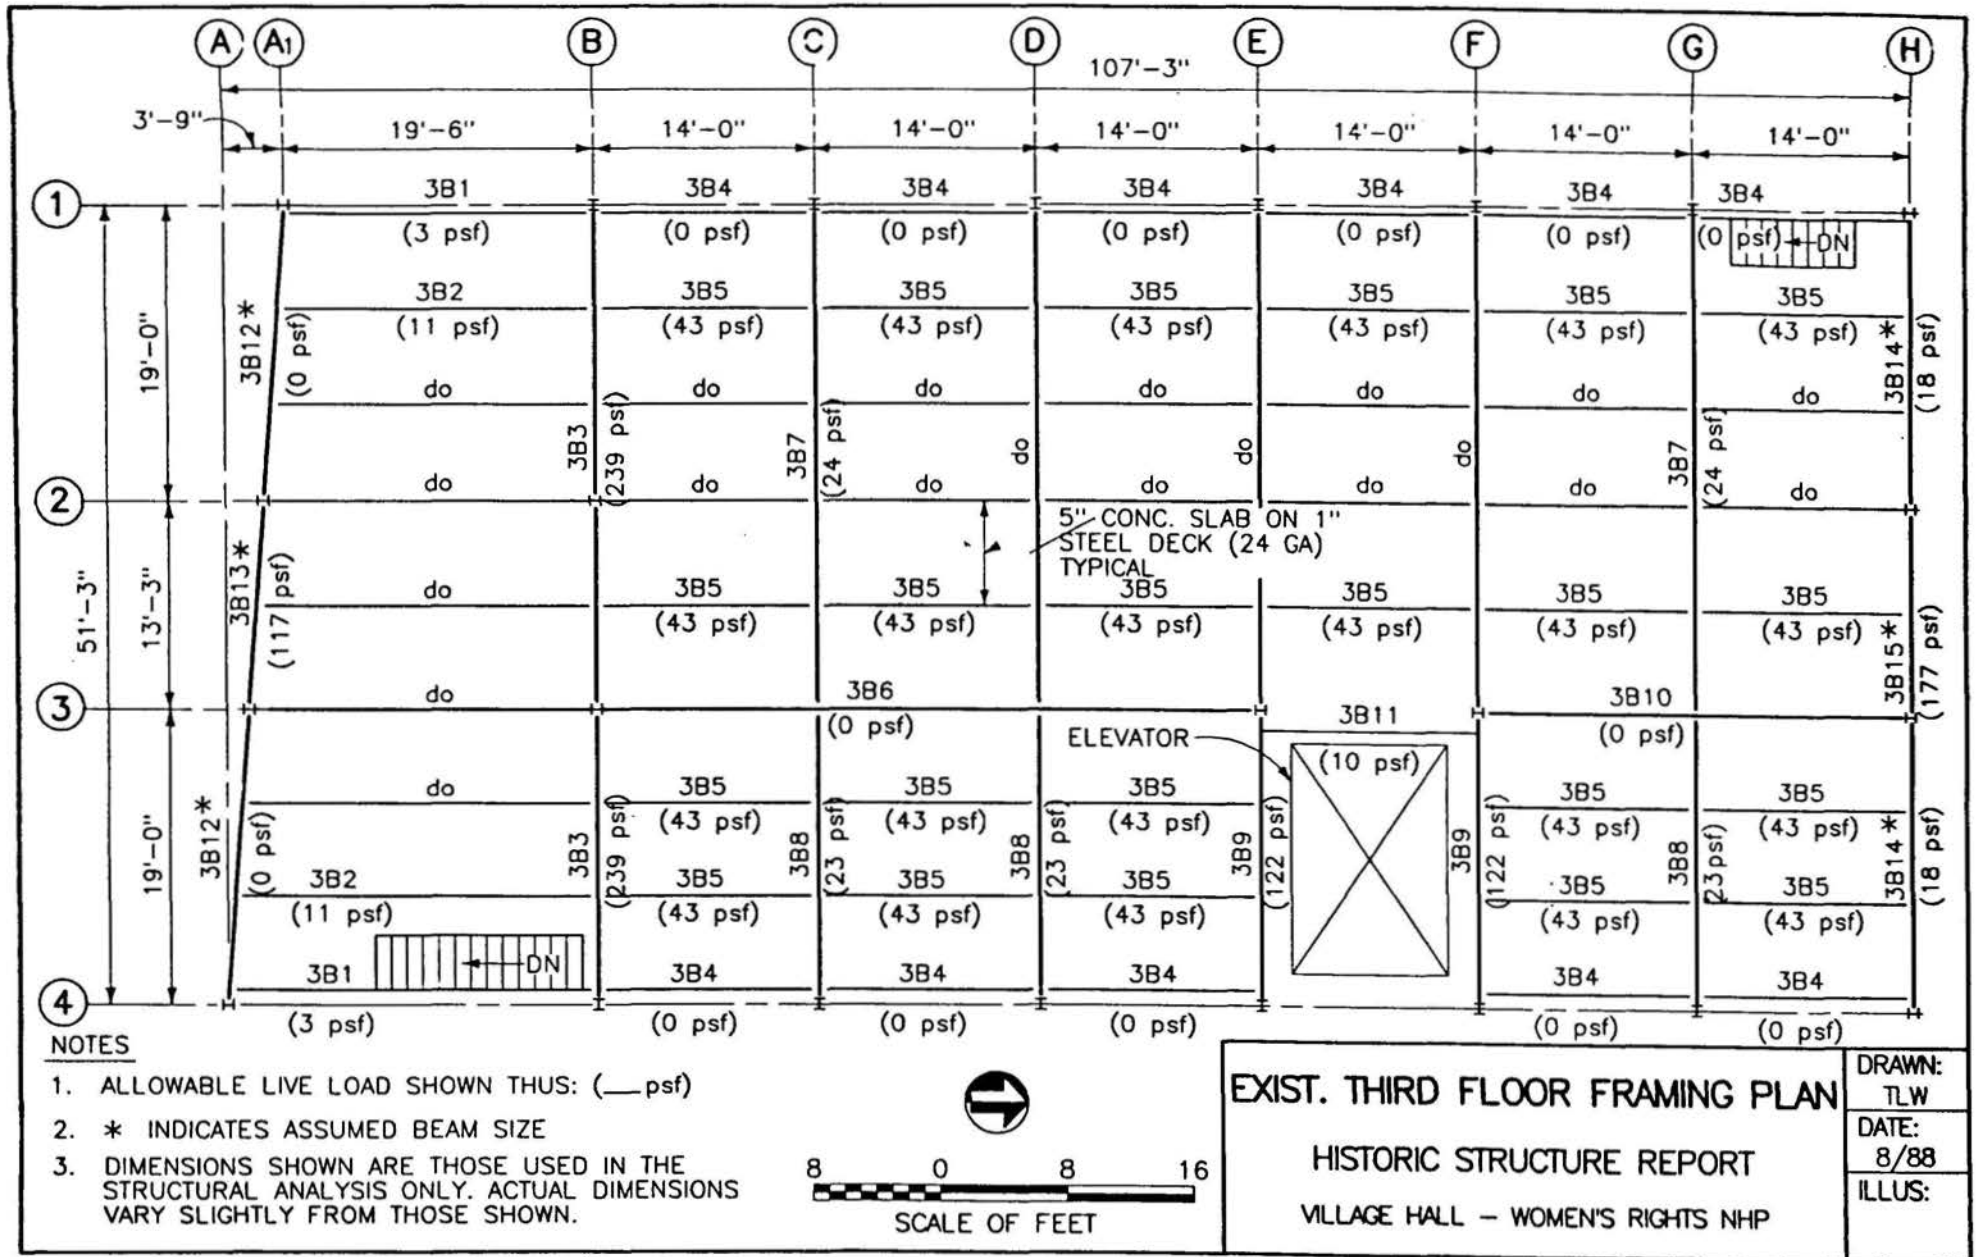 A A1 B C D E F G H
107'-3"
3'-9" 19'-6" 14'-0" 14'-0" 14'-0" 14'-0" 14'-0" 14'-0"
1 3B1 3B4 3B4 3B4 3B4 3B4 3B4
(3 psf) (0 psf) (0 psf) (0 psf) (0 psf) (0 psf) (0 psf) DN
3B2 3B5 3B5 3B5 3B5 3B5 3B5
(11 psf) (43 psf) (43 psf) (43 psf) (43 psf) (43 psf) (43 psf)
19'-0" 3B12* (0 psf) 3B14* (18 psf)
do do do do do do do
3B3 (239 psf) 3B7 (24 psf) do do do 3B7 (24 psf)
2 do do do do do do do
5" CONC. SLAB ON 1"
STEEL DECK (24 GA)
TYPICAL
51'-3" 13'-3" 3B13* (117 psf) 3B15* (177 psf)
do 3B5 3B5 3B5 3B5 3B5 3B5
(43 psf) (43 psf) (43 psf) (43 psf) (43 psf) (43 psf)
3 do 3B6 3B11 3B10
(0 psf) (0 psf)
ELEVATOR (10 psf)
do 3B5 3B5 3B5 3B5 3B5
(43 psf) (43 psf) (43 psf) (43 psf) (43 psf)
19'-0" 3B12* (0 psf) 3B3 (239 psf) 3B8 (23 psf) 3B8 (23 psf) 3B9 (122 psf) 3B9 (122 psf) 3B8 (23psf) 3B14* (18 psf)
3B2 3B5 3B5 3B5 3B5 3B5
(11 psf) (43 psf) (43 psf) (43 psf) (43 psf) (43 psf)
DN
3B1 3B4 3B4 3B4 3B4 3B4
4
(3 psf) (0 psf) (0 psf) (0 psf) (0 psf) (0 psf)
NOTES
1. ALLOWABLE LIVE LOAD SHOWN THUS: (__psf)
2. * INDICATES ASSUMED BEAM SIZE
3. DIMENSIONS SHOWN ARE THOSE USED IN THE
STRUCTURAL ANALYSIS ONLY. ACTUAL DIMENSIONS
VARY SLIGHTLY FROM THOSE SHOWN.
8 0 8 16
SCALE OF FEET
EXIST. THIRD FLOOR FRAMING PLAN
HISTORIC STRUCTURE REPORT
VILLAGE HALL – WOMEN'S RIGHTS NHP
DRAWN:
TLW
DATE:
8/88
ILLUS: